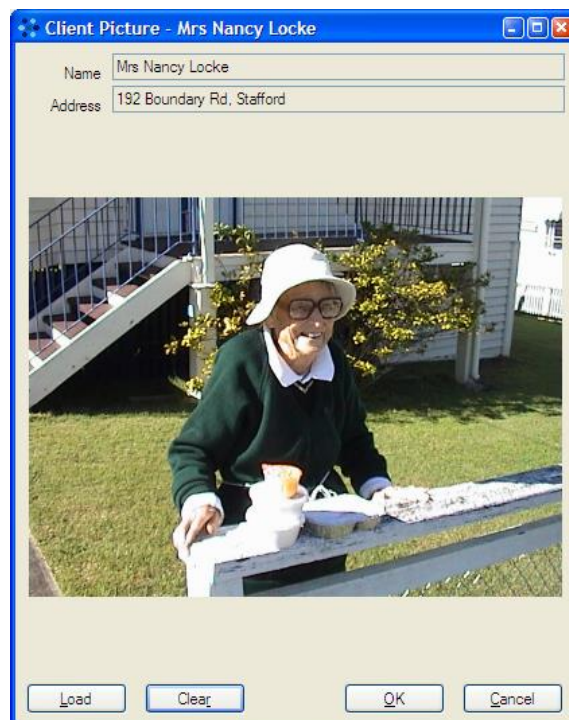 Client Picture - Mrs Nancy Locke
Name Mrs Nancy Locke
Address 192 Boundary Rd, Stafford
Load Clear OK Cancel